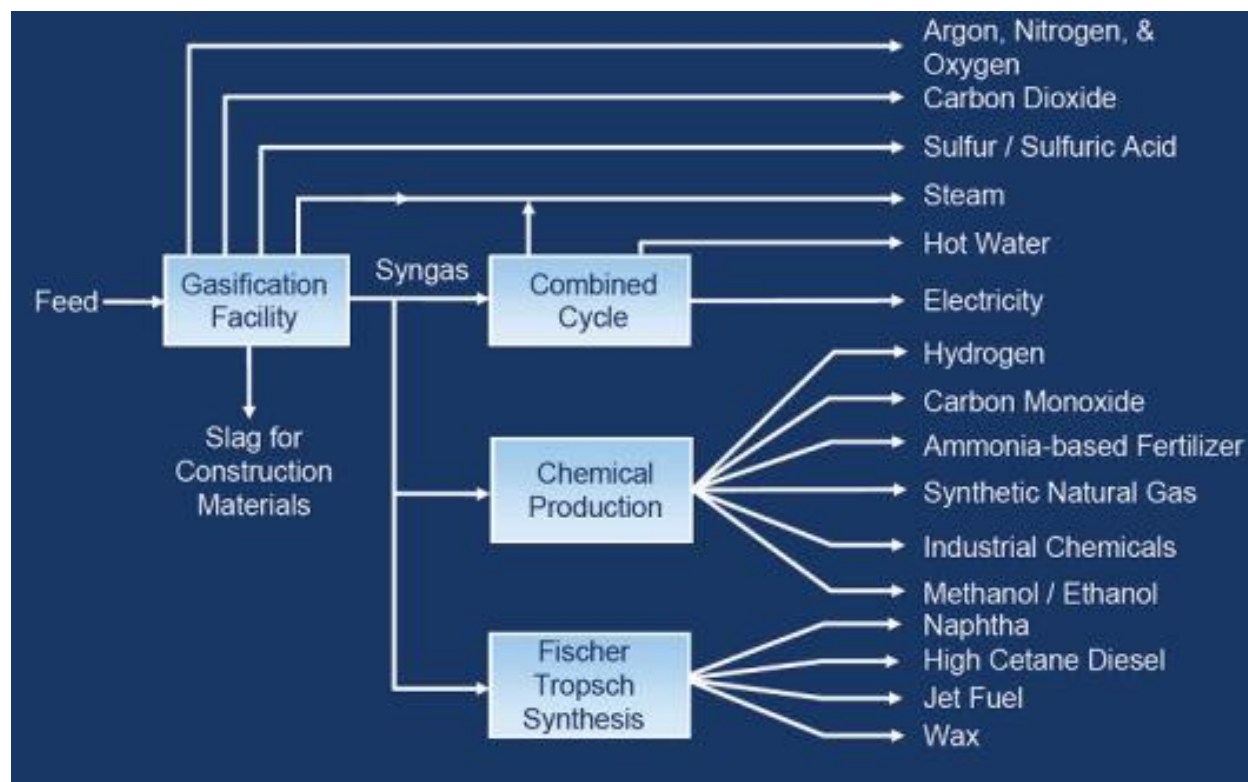 Argon, Nitrogen, &
Oxygen
Carbon Dioxide
Sulfur / Sulfuric Acid
Steam
Hot Water
Syngas
Feed
Gasification
Facility
Combined
Cycle
Electricity
Hydrogen
Carbon Monoxide
Slag for
Construction
Materials
Ammonia-based Fertilizer
Chemical
Production
Synthetic Natural Gas
Industrial Chemicals
Methanol / Ethanol
Naphtha
Fischer
Tropsch
Synthesis
High Cetane Diesel
Jet Fuel
Wax